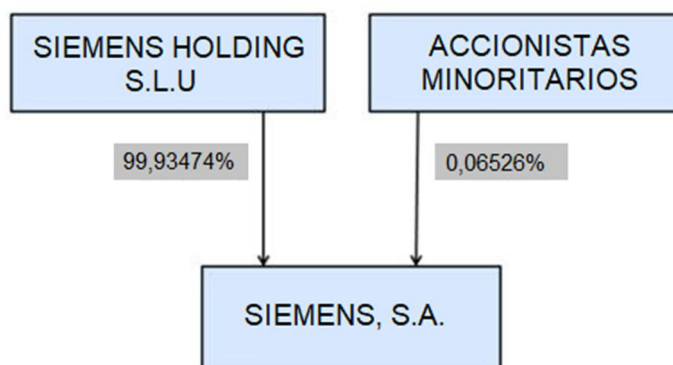 SIEMENS HOLDING
S.L.U
ACCIONISTAS
MINORITARIOS
99,93474%
0,06526%
SIEMENS, S.A.